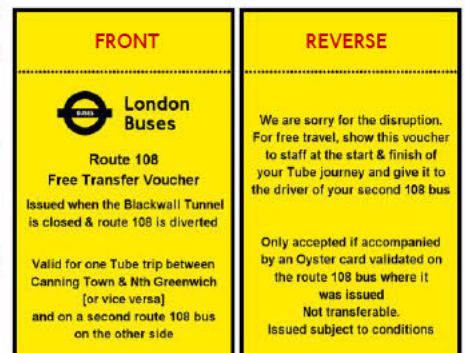 FRONT
BUSES
London
Buses
Route 108
Free Transfer Voucher
Issued when the Blackwall Tunnel
is closed & route 108 is diverted
Valid for one Tube trip between
Canning Town & Nth Greenwich
[or vice versa]
and on a second route 108 bus
on the other side
REVERSE
We are sorry for the disruption.
For free travel, show this voucher
to staff at the start & finish of
your Tube journey and give it to
the driver of your second 108 bus
Only accepted if accompanied
by an Oyster card validated on
the route 108 bus where it
was issued
Not transferable.
Issued subject to conditions